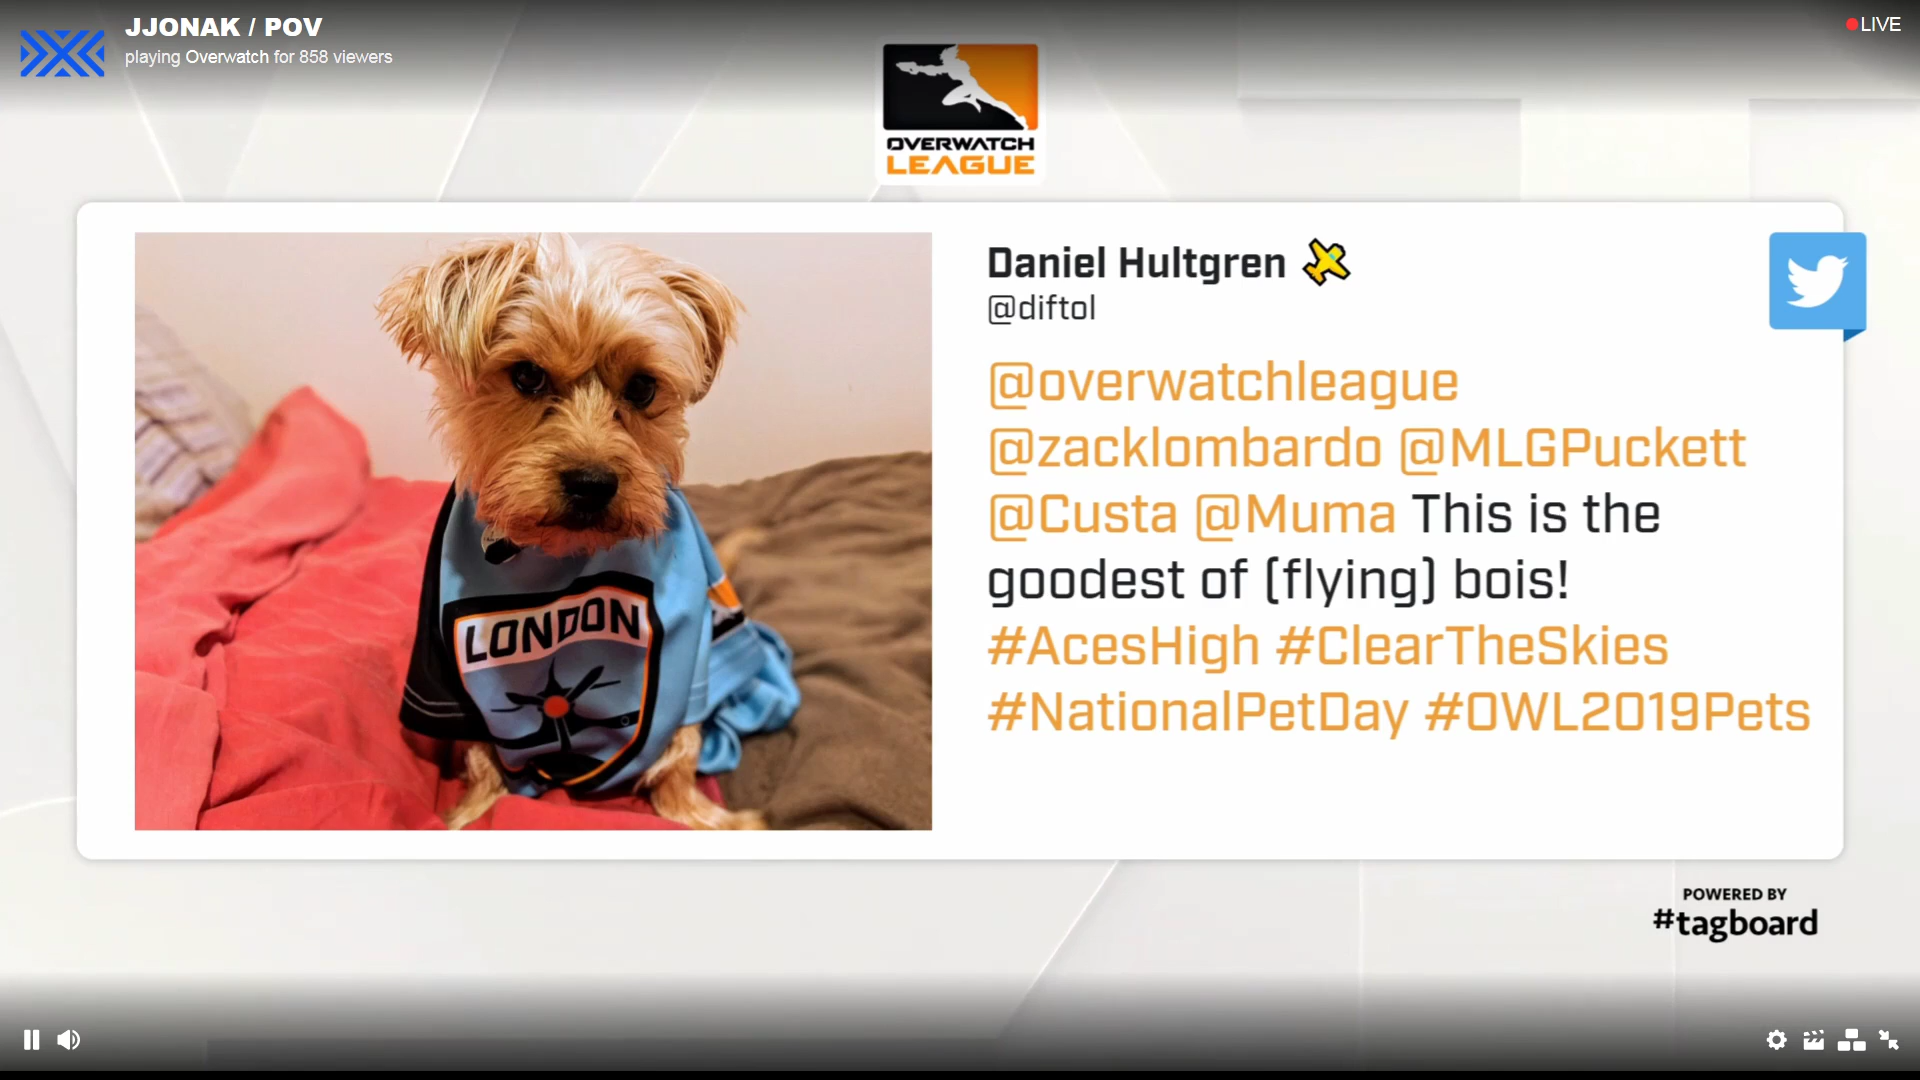 JJONAK / POV
playing Overwatch for 858 viewers
LIVE
OVERWATCH
LEAGUE
Daniel Hultgren
@diftol
@overwatchleague
@zacklombardo @MLGPuckett
@Custa @Muma This is the
goodest of (flying) bois!
#AcesHigh #ClearTheSkies
#NationalPetDay #OWL2019Pets
LONDON
POWERED BY
#tagboard